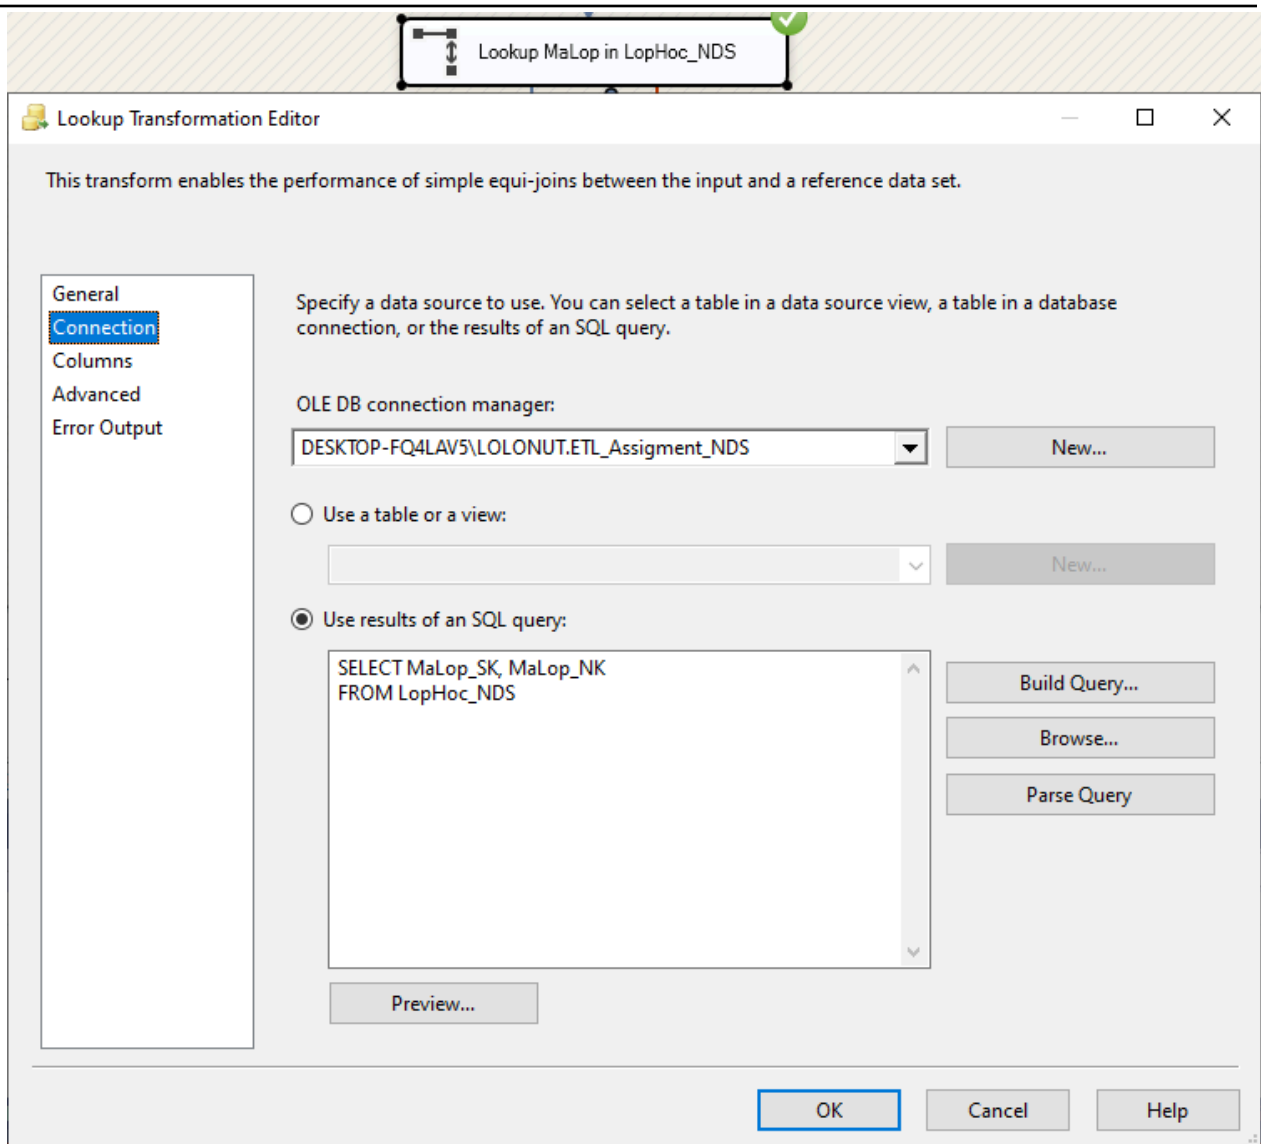 Lookup MaLop in LopHoc_NDS
Lookup Transformation Editor
This transform enables the performance of simple equi-joins between the input and a reference data set.
General
Connection
Columns
Advanced
Error Output
Specify a data source to use. You can select a table in a data source view, a table in a database
connection, or the results of an SQL query.
OLE DB connection manager:
DESKTOP-FQ4LAV5\LOLONUT.ETL_Assigment_NDS
New...
Use a table or a view:
New...
Use results of an SQL query:
SELECT MaLop_SK, MaLop_NK
FROM LopHoc_NDS
Build Query...
Browse...
Parse Query
Preview...
OK
Cancel
Help